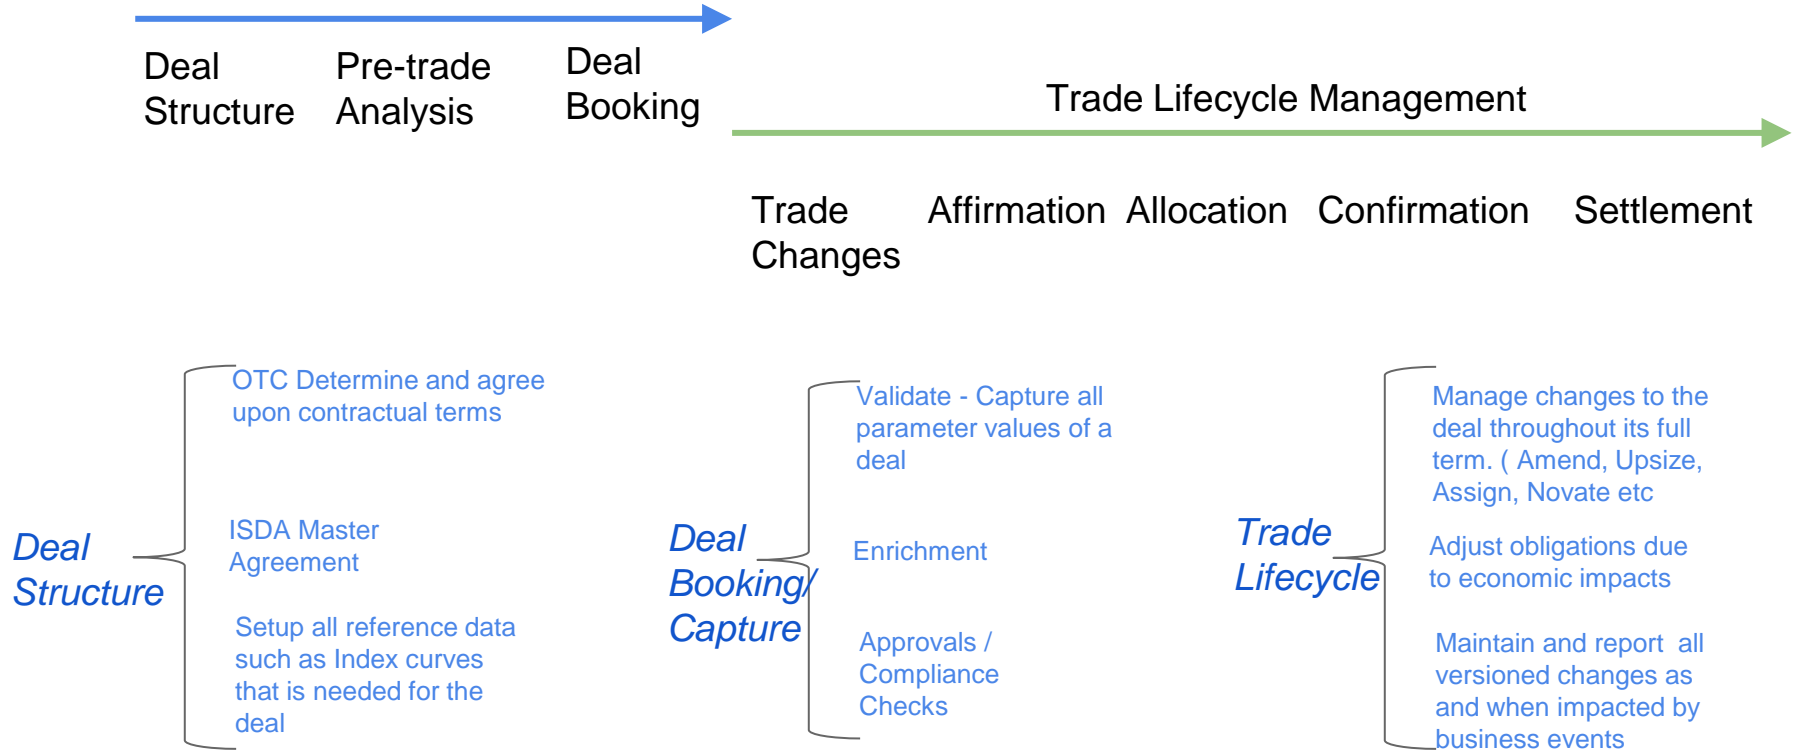 Deal
Structure
Pre-trade
Analysis
Deal
Booking
Trade Lifecycle Management
Trade
Changes
Affirmation
Allocation
Confirmation
Settlement
Deal
Structure
OTC Determine and agree
upon contractual terms
ISDA Master
Agreement
Setup all reference data
such as Index curves
that is needed for the
deal
Deal
Booking/
Capture
Validate - Capture all
parameter values of a
deal
Enrichment
Approvals /
Compliance
Checks
Trade
Lifecycle
Manage changes to the
deal throughout its full
term. ( Amend, Upsize,
Assign, Novate etc
Adjust obligations due
to economic impacts
Maintain and report  all
versioned changes as
and when impacted by
business events